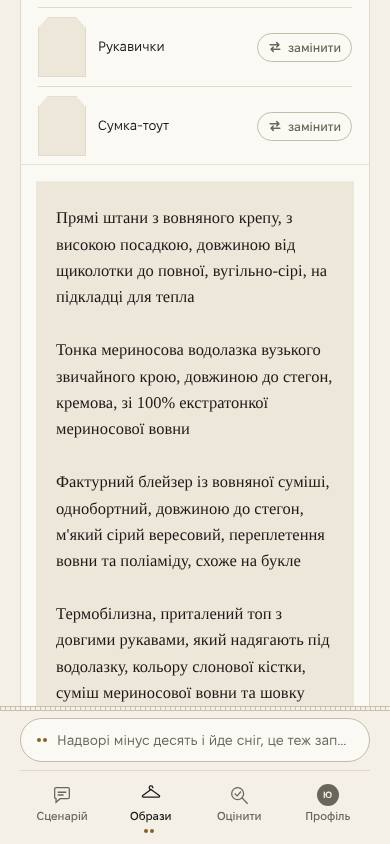 Рукавички
замінити
Сумка-тоут
замінити
Прямі штани з вовняного крепу, з
високою посадкою, довжиною від
щиколотки до повної, вугільно-сірі, на
підкладці для тепла
Тонка мериносова водолазка вузького
звичайного крою, довжиною до стегон,
кремова, зі 100% екстратонкої
мериносової вовни
Фактурний блейзер із вовняної суміші,
однобортний, довжиною до стегон,
м'який сірий вересовий, переплетення
вовни та поліаміду, схоже на букле
Термобілизна, приталений топ з
довгими рукавами, який надягають під
водолазку, кольору слонової кістки,
суміш мериносової вовни та шовку
Надворі мінус десять і йде сніг, це теж зап...
Сценарій
Образи
Оцінити
Ю
Профіль